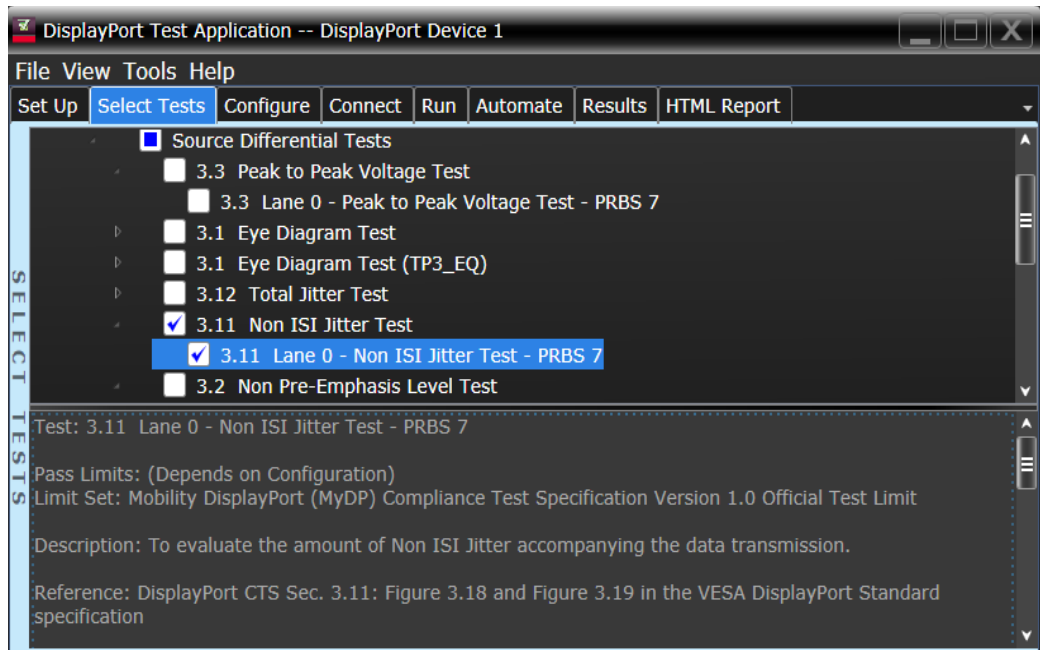 DisplayPort Test Application -- DisplayPort Device 1
File View Tools Help
Set Up Select Tests Configure Connect Run Automate Results HTML Report
Source Differential Tests
3.3 Peak to Peak Voltage Test
3.3 Lane 0 - Peak to Peak Voltage Test - PRBS 7
3.1 Eye Diagram Test
3.1 Eye Diagram Test (TP3_EQ)
3.12 Total Jitter Test
3.11 Non ISI Jitter Test
3.11 Lane 0 - Non ISI Jitter Test - PRBS 7
3.2 Non Pre-Emphasis Level Test
SELECT TESTS
Test: 3.11 Lane 0 - Non ISI Jitter Test - PRBS 7
Pass Limits: (Depends on Configuration)
Limit Set: Mobility DisplayPort (MyDP) Compliance Test Specification Version 1.0 Official Test Limit
Description: To evaluate the amount of Non ISI Jitter accompanying the data transmission.
Reference: DisplayPort CTS Sec. 3.11: Figure 3.18 and Figure 3.19 in the VESA DisplayPort Standard
specification